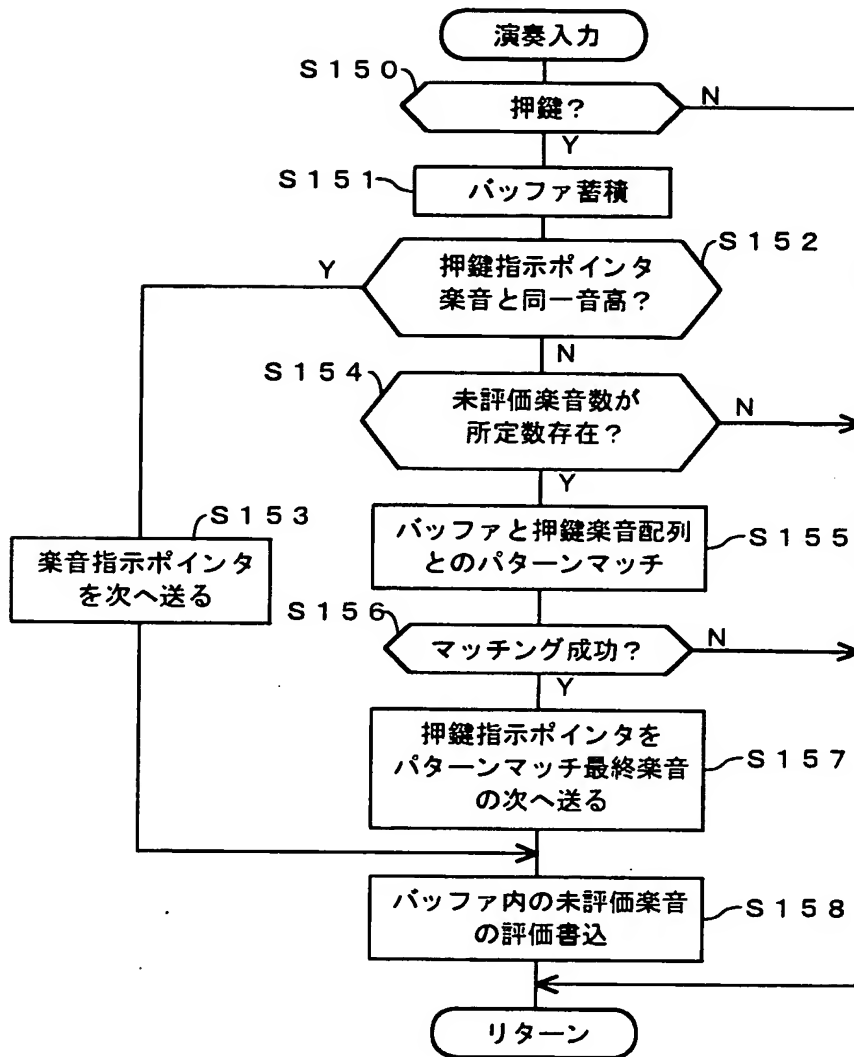 演奏入力
S150
押鍵?
N
Y
S151
バッファ蓄積
S152
押鍵指示ポインタ
楽音と同一音高?
Y
N
S154
未評価楽音数が
所定数存在?
N
Y
S153
楽音指示ポインタ
を次へ送る
バッファと押鍵楽音配列
とのパターンマッチ
S155
S156
マッチング成功?
N
Y
押鍵指示ポインタを
パターンマッチ最終楽音
の次へ送る
S157
バッファ内の未評価楽音
の評価書込
S158
リターン